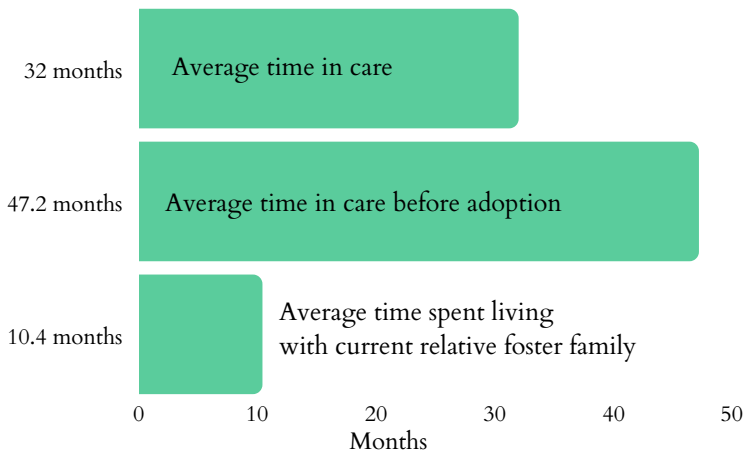 32 months
Average time in care
47.2 months
Average time in care before adoption
10.4 months
Average time spent living
with current relative foster family
0 10 20 30 40 50
Months